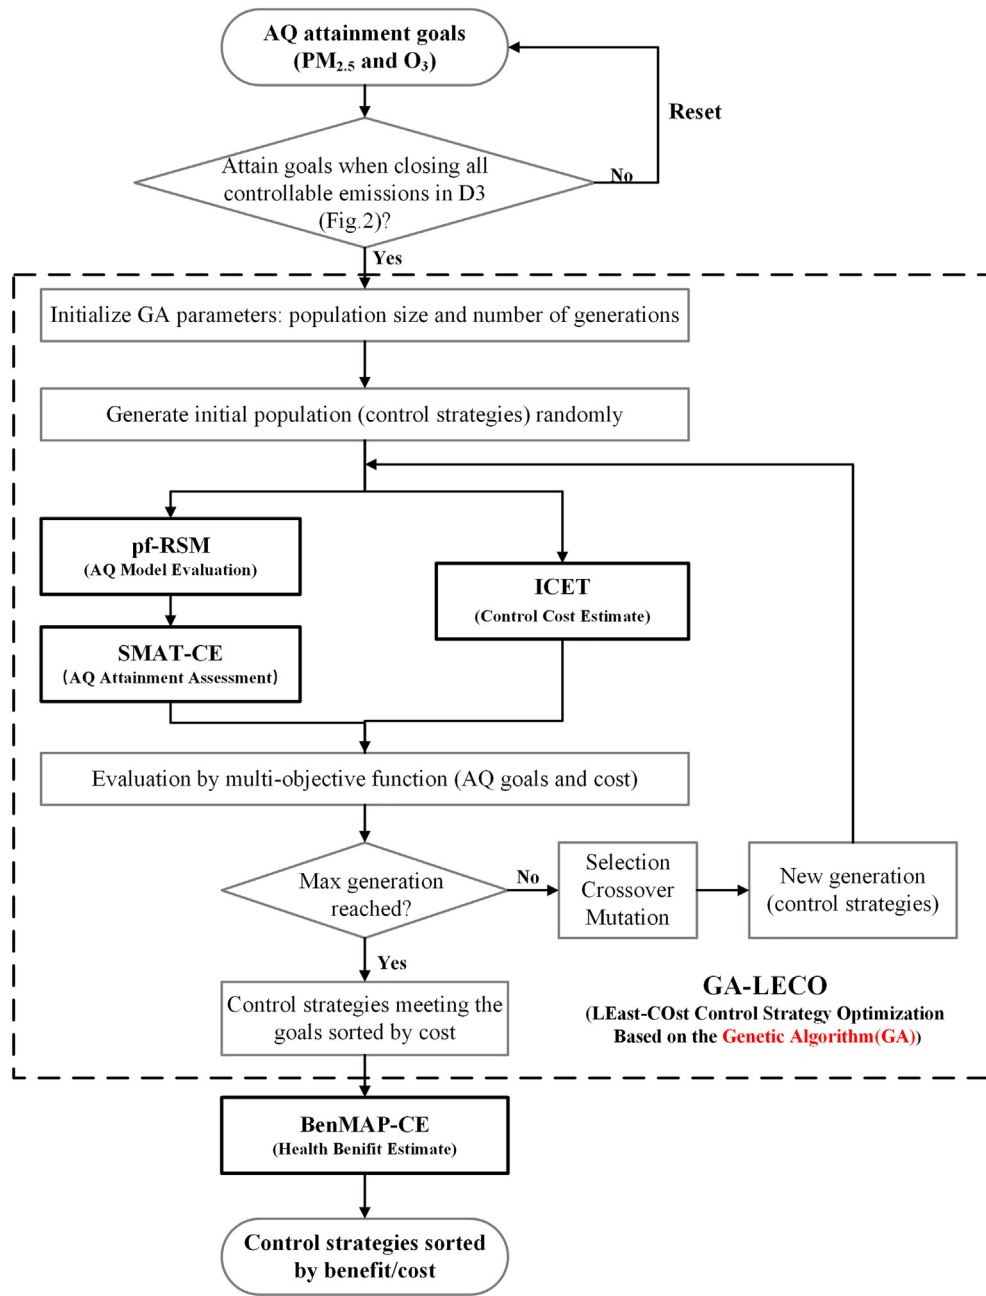 AQ attainment goals
(PM2.5 and O3)
Reset
Attain goals when closing all
controllable emissions in D3
(Fig.2)?
No
Yes
Initialize GA parameters: population size and number of generations
Generate initial population (control strategies) randomly
pf-RSM
(AQ Model Evaluation)
ICET
(Control Cost Estimate)
SMAT-CE
(AQ Attainment Assessment)
Evaluation by multi-objective function (AQ goals and cost)
Max generation
reached?
No
Selection
Crossover
Mutation
New generation
(control strategies)
Yes
Control strategies meeting the
goals sorted by cost
GA-LECO
(LEast-COst Control Strategy Optimization
Based on the Genetic Algorithm(GA))
BenMAP-CE
(Health Benifit Estimate)
Control strategies sorted
by benefit/cost